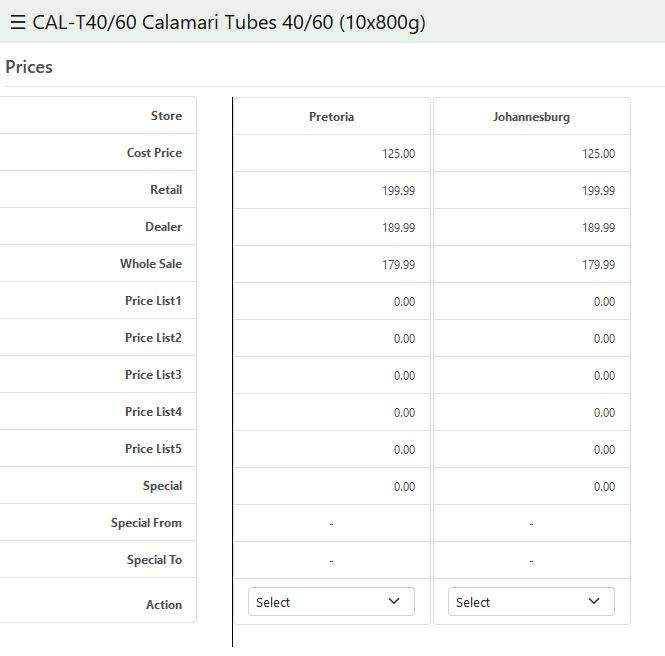 ☰ CAL-T40/60 Calamari Tubes 40/60 (10x800g)
Prices
Store Pretoria Johannesburg
Cost Price 125.00 125.00
Retail 199.99 199.99
Dealer 189.99 189.99
Whole Sale 179.99 179.99
Price List1 0.00 0.00
Price List2 0.00 0.00
Price List3 0.00 0.00
Price List4 0.00 0.00
Price List5 0.00 0.00
Special 0.00 0.00
Special From - -
Special To - -
Action Select Select